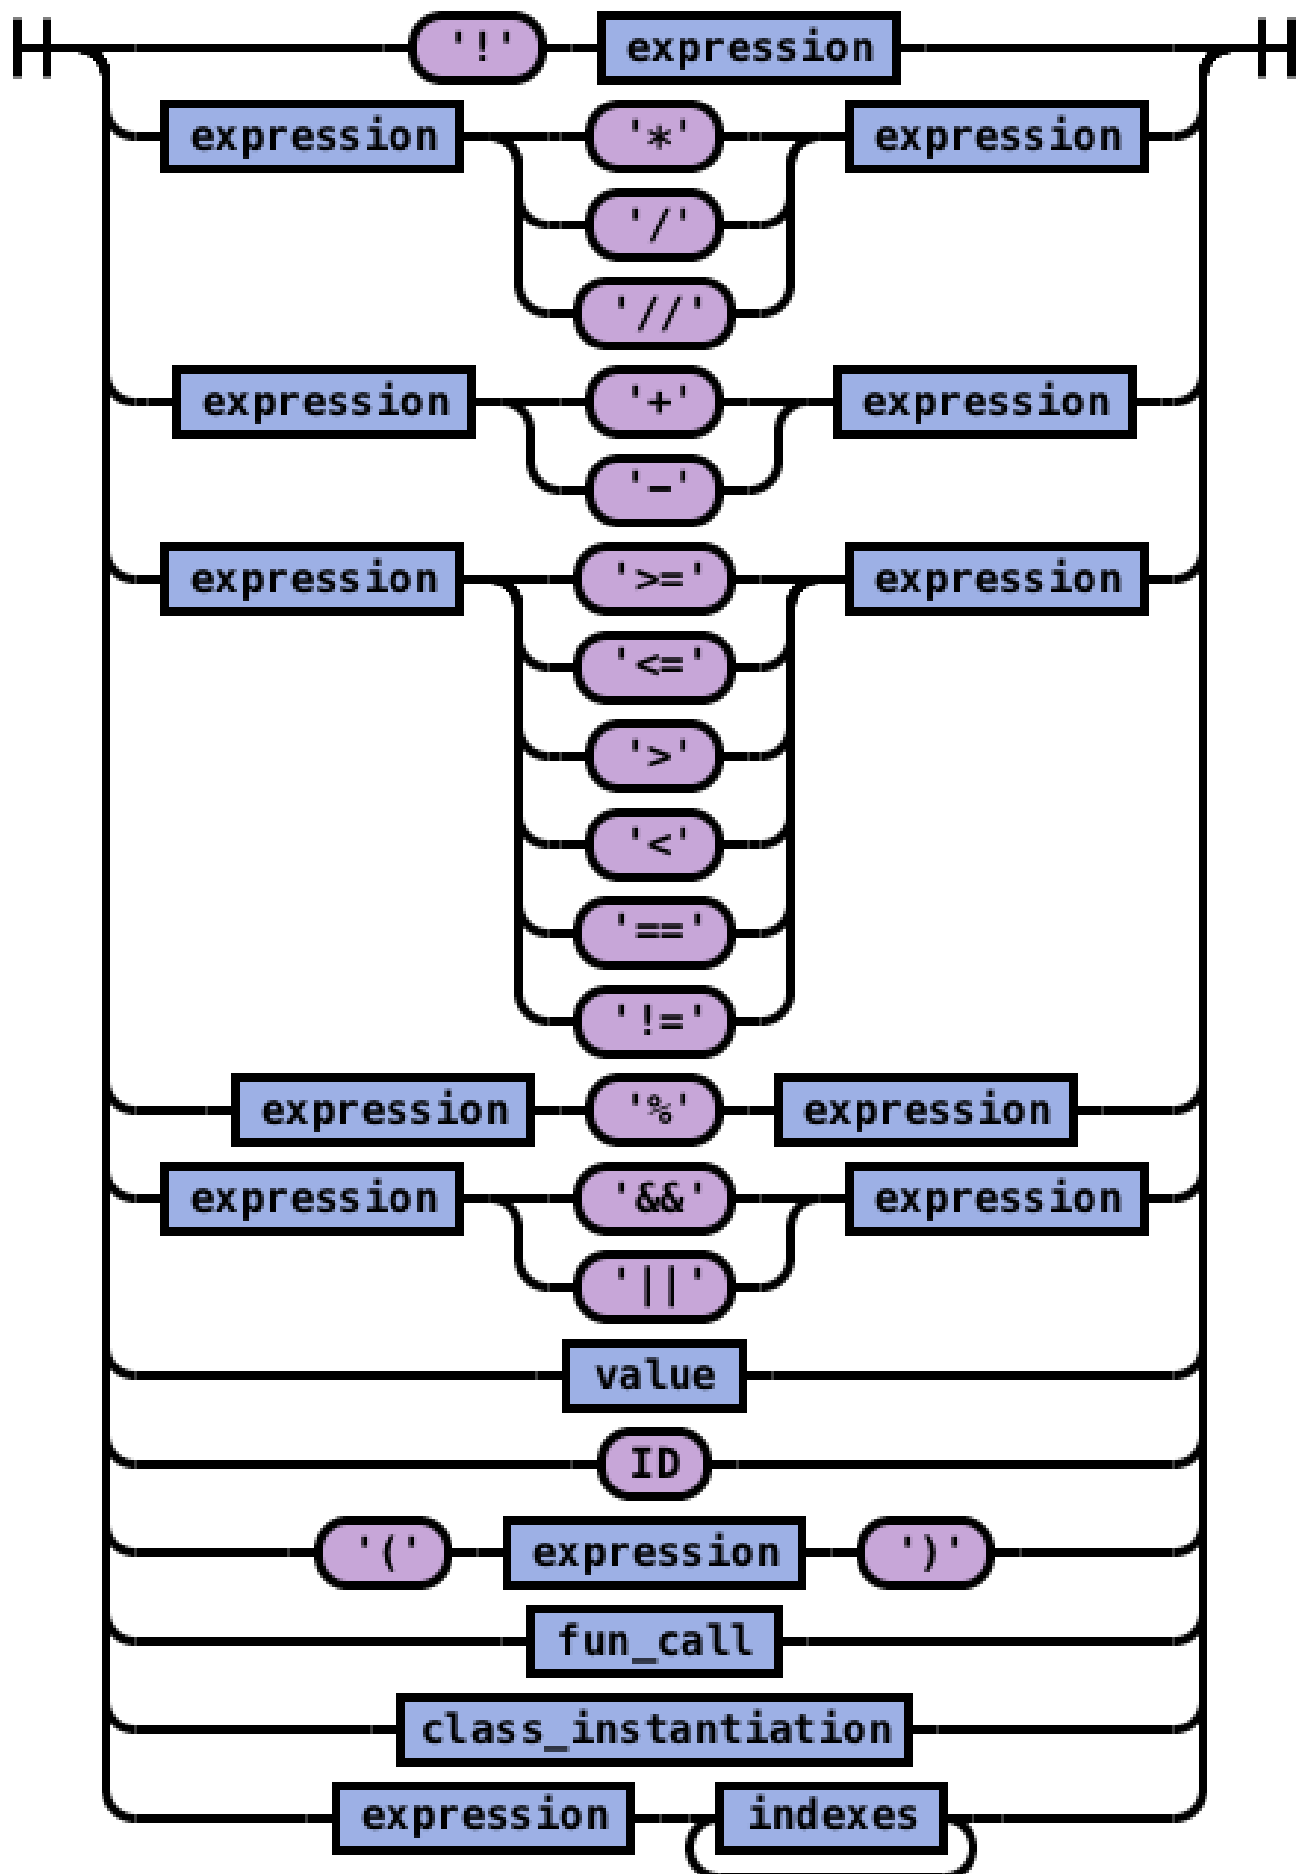 '!' expression
expression '*' expression
'/'
'//'
expression '+' expression
'-'
expression '>=' expression
'<='
'>'
'<'
'=='
'!='
expression '%' expression
expression '&&' expression
'||'
value
ID
'(' expression ')'
fun_call
class_instantiation
expression indexes